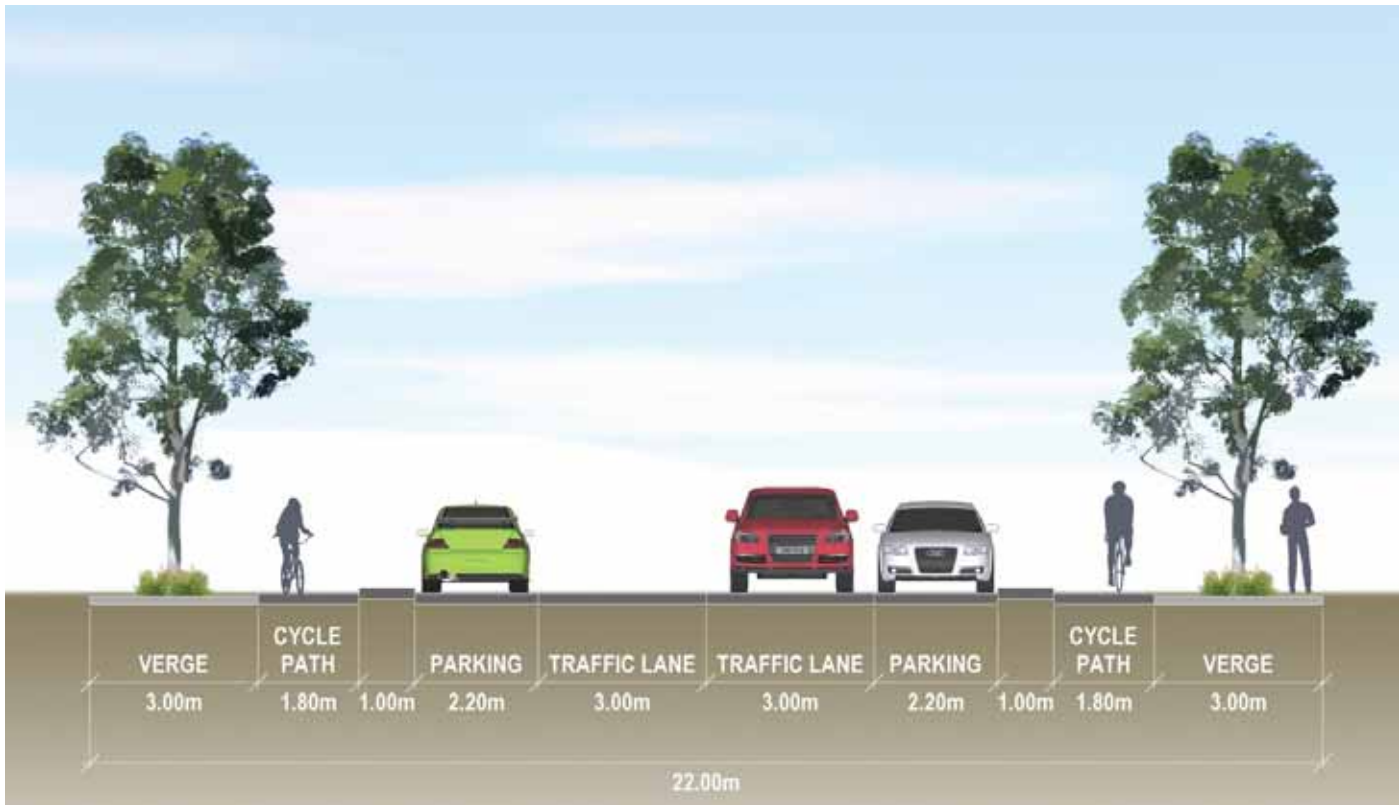 CYCLE
PATH
CYCLE
PATH
VERGE
PARKING
TRAFFIC LANE
TRAFFIC LANE
PARKING
VERGE
3.00m
1.80m
1.00m
2.20m
3.00m
3.00m
2.20m
1.00m
1.80m
3.00m
22.00m